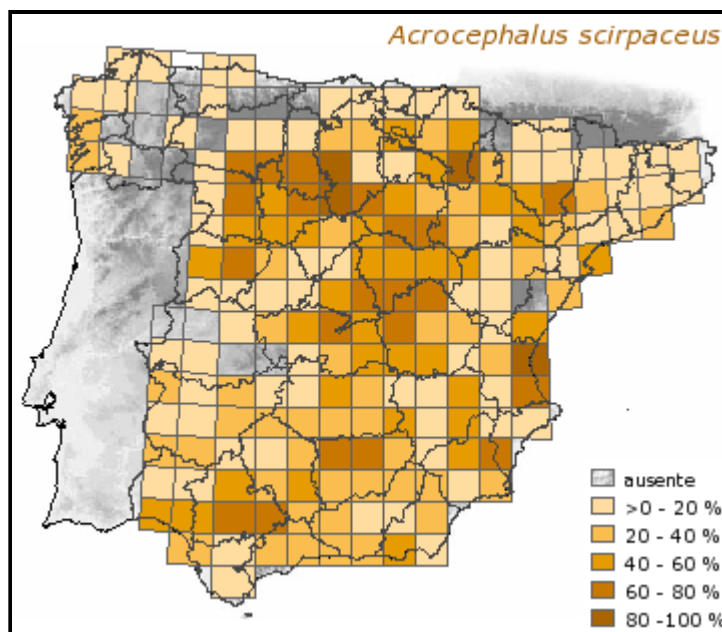 Acrocephalus scirpaceus
ausente
>0 - 20 %
20 - 40 %
40 - 60 %
60 - 80 %
80 -100 %